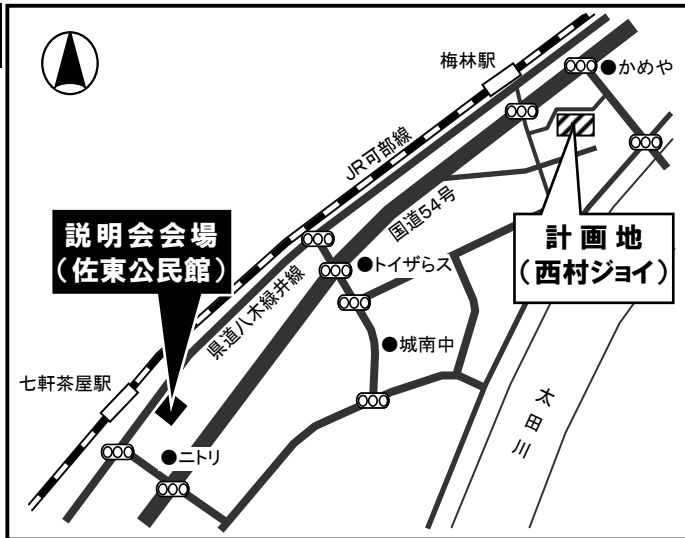 梅林駅
●かめや
JR可部線
国道54号
説明会会場
(佐東公民館)
計画地
(西村ジョイ)
●トイザらス
県道八木緑井線
●城南中
七軒茶屋駅
太田川
●ニトリ